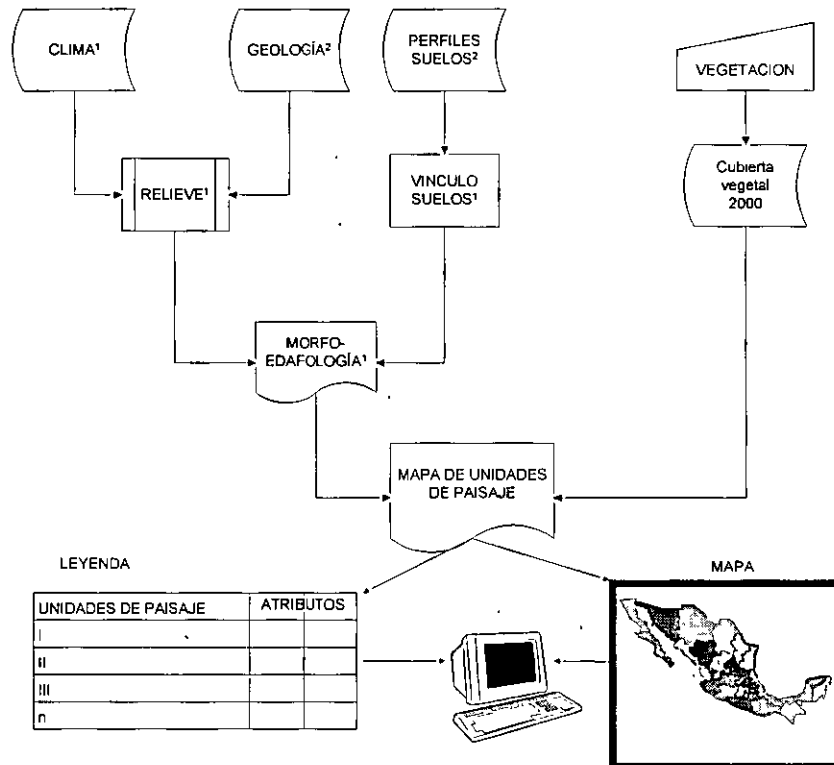 CLIMA¹
GEOLOGÍA²
PERFILES
SUELOS²
VEGETACION
RELIEVE¹
VINCULO
SUELOS¹
Cubierta
vegetal
2000
MORFO-
EDAFOLOGÍA¹
MAPA DE UNIDADES
DE PAISAJE
LEYENDA
MAPA
UNIDADES DE PAISAJE
ATRIBUTOS
I
II
III
n